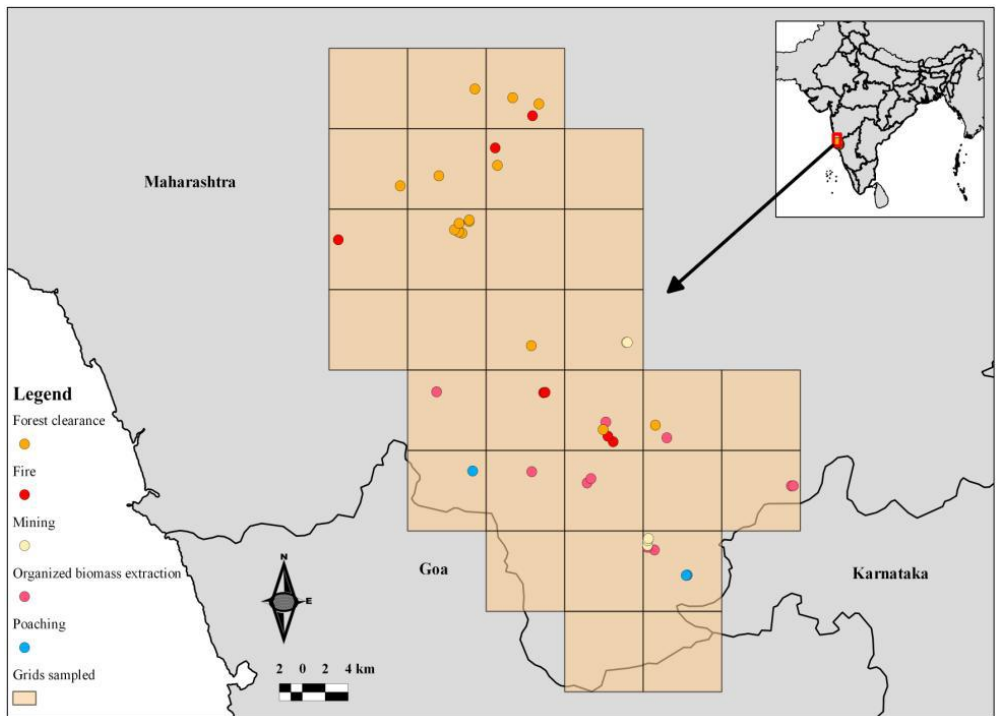 Maharashtra
Legend
Forest clearance
Fire
Mining
Organized biomass extraction
Poaching
Grids sampled
Goa
Karnataka
N
E
2 0 2 4 km